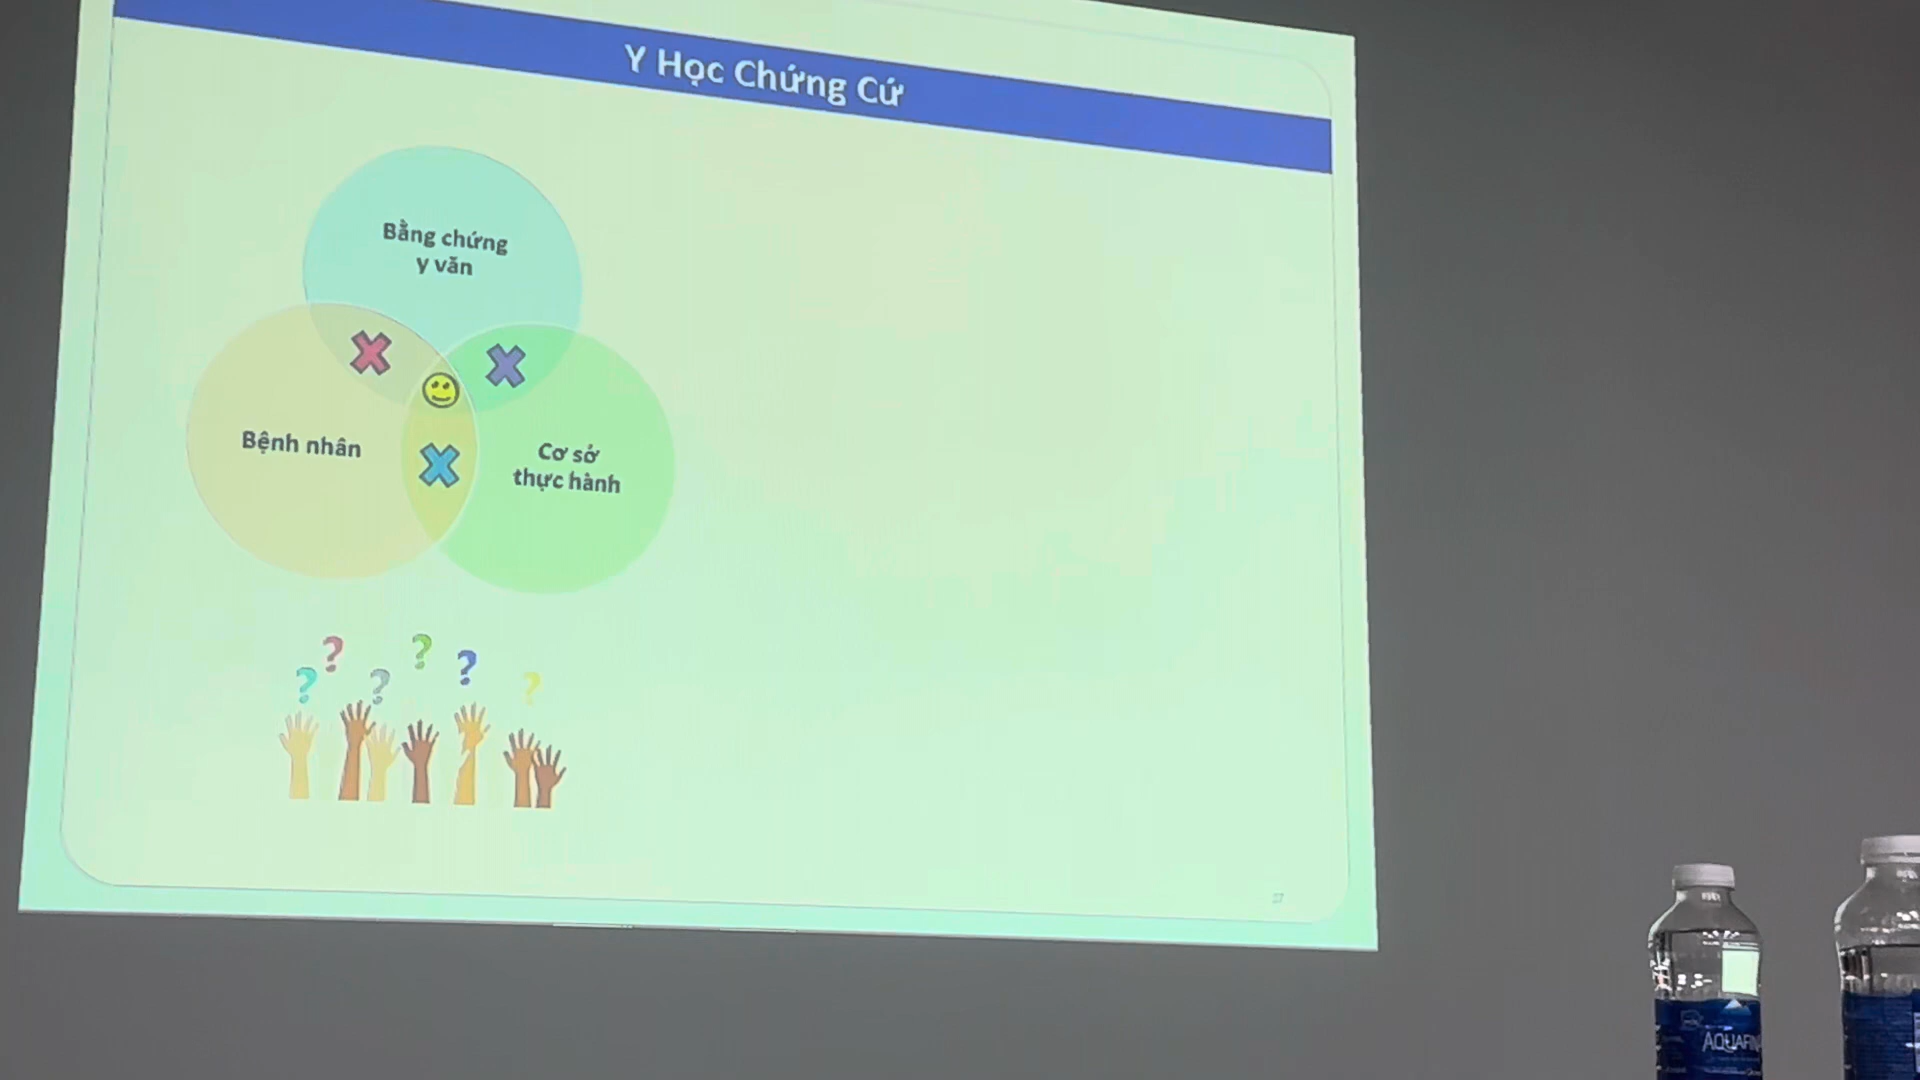 Y Học Chứng Cứ
Bằng chứng
y văn
Bệnh nhân
Cơ sở
thực hành
?
?
?
?
?
?